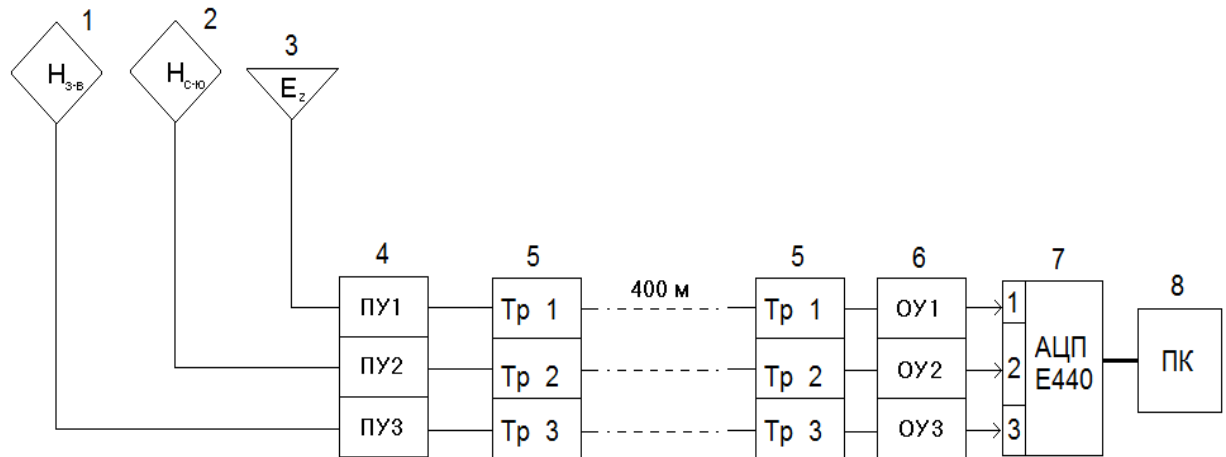 1 2 3
Hз-в Hс-ю Ez
4 5 5 6 7 8
400 м
ПУ1 Тр 1 Тр 1 ОУ1 1
АЦП
E440
ПК
ПУ2 Тр 2 Тр 2 ОУ2 2
ПУ3 Тр 3 Тр 3 ОУ3 3